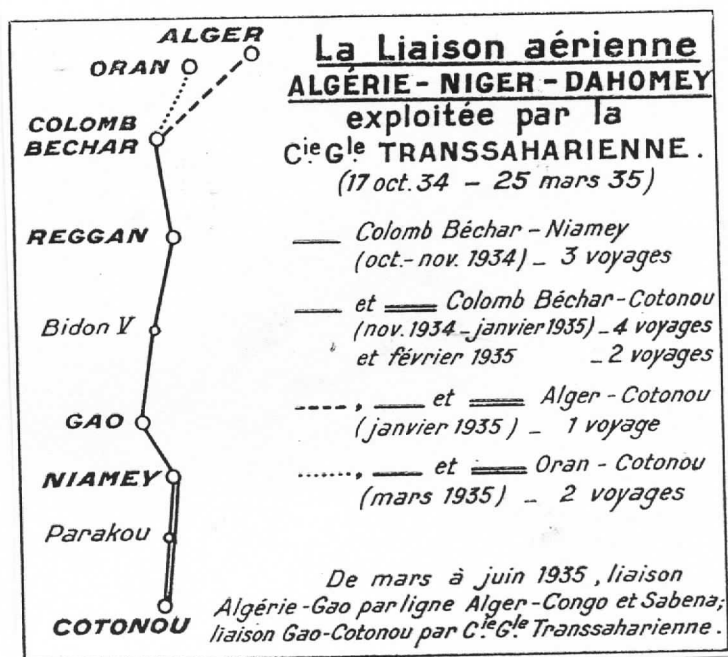 ALGER
ORAN
COLOMB
BECHAR
REGGAN
Bidon V
GAO
NIAMEY
Parakou
COTONOU
La Liaison aérienne
ALGÉRIE - NIGER - DAHOMEY
exploitée par la
Cie Gle TRANSSAHARIENNE.
(17 oct. 34 - 25 mars 35)
Colomb Béchar - Niamey
(oct.- nov. 1934) - 3 voyages
et Colomb Béchar-Cotonou
(nov. 1934 - janvier 1935) - 4 voyages
et février 1935 - 2 voyages
, et Alger - Cotonou
(janvier 1935) - 1 voyage
, et Oran - Cotonou
(mars 1935) - 2 voyages
De mars à juin 1935, liaison
Algérie - Gao par ligne Alger-Congo et Sabena;
liaison Gao-Cotonou par Cie Gle Transsaharienne.